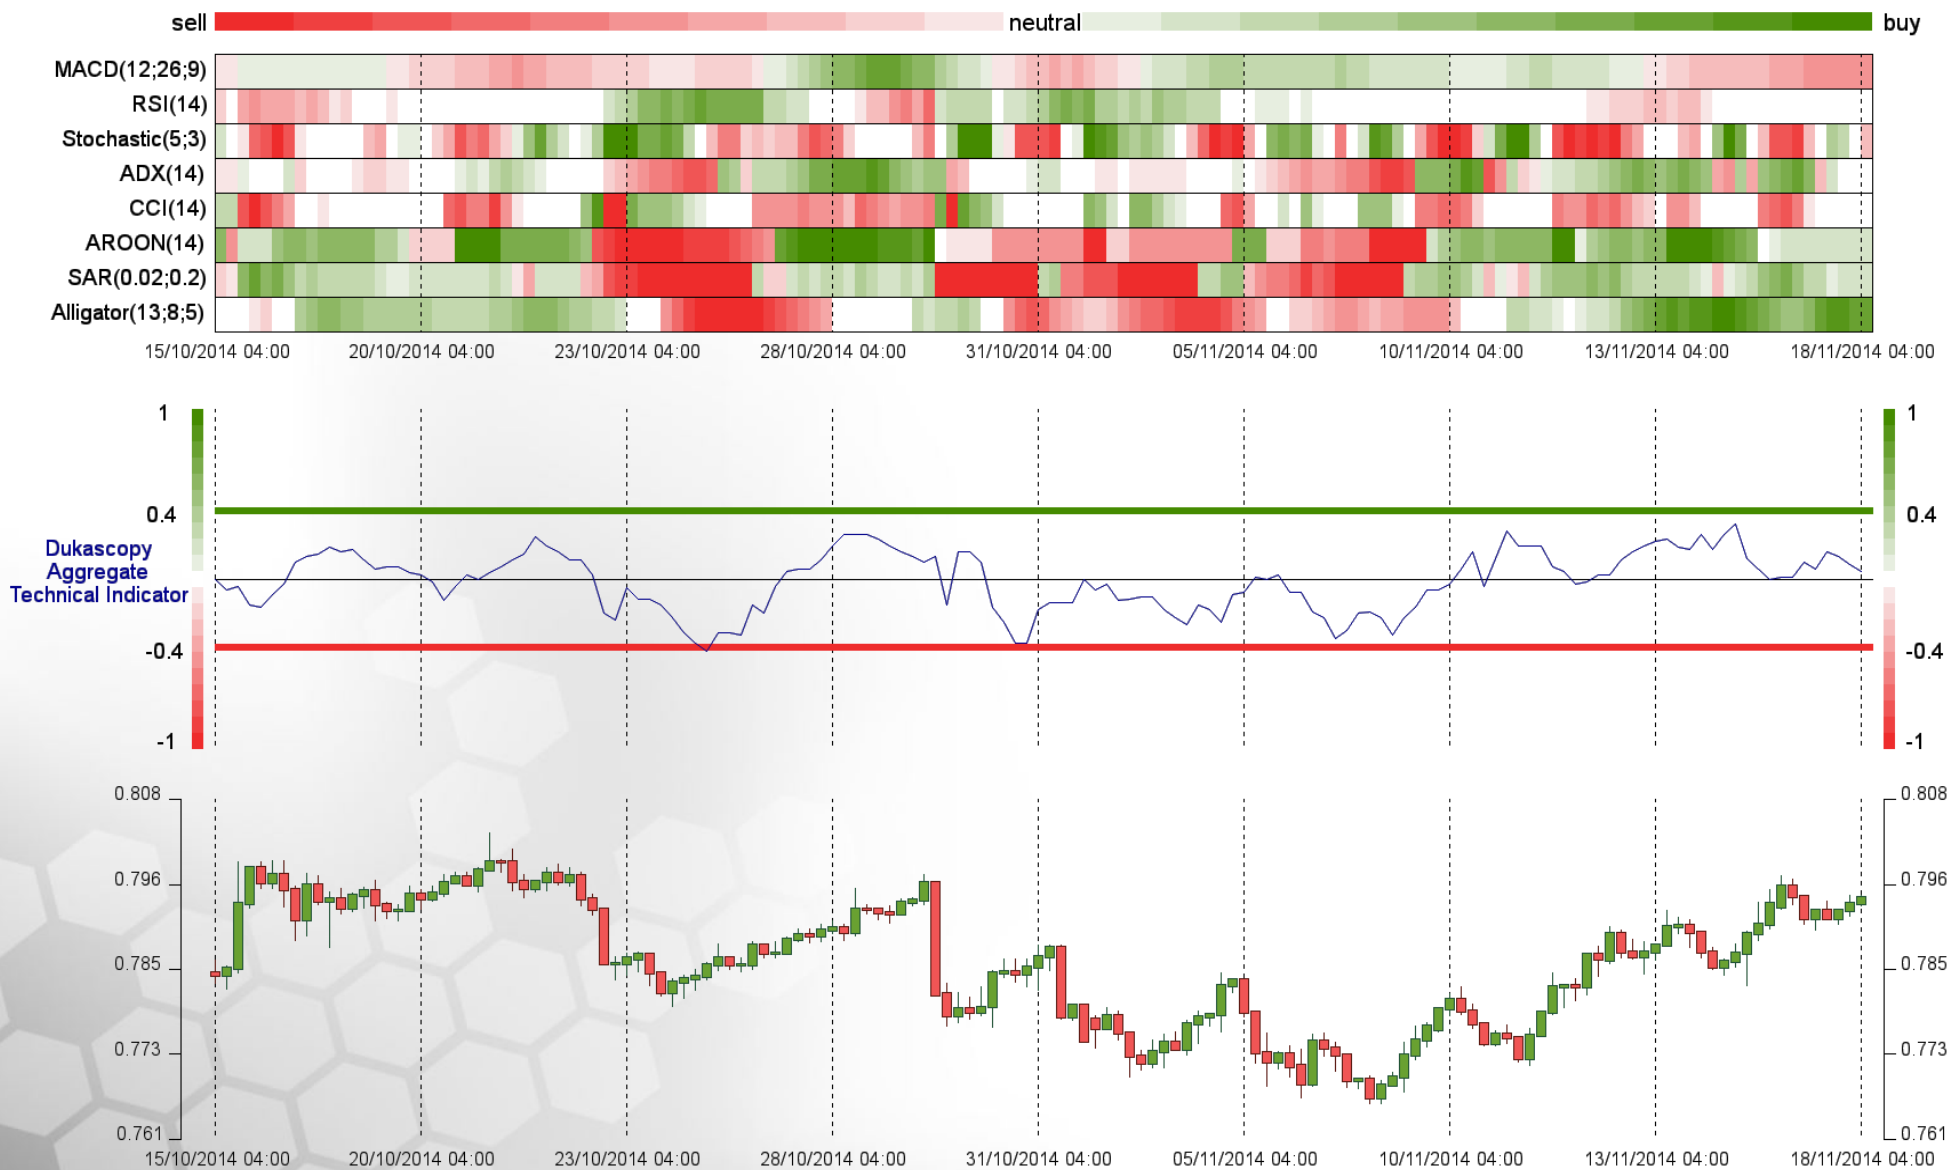 sell neutral buy
MACD(12;26;9)
RSI(14)
Stochastic(5;3)
ADX(14)
CCI(14)
AROON(14)
SAR(0.02;0.2)
Alligator(13;8;5)
15/10/2014 04:00 20/10/2014 04:00 23/10/2014 04:00 28/10/2014 04:00 31/10/2014 04:00 05/11/2014 04:00 10/11/2014 04:00 13/11/2014 04:00 18/11/2014 04:00
1 1
0.4 0.4
Dukascopy
Aggregate
Technical Indicator
-0.4 -0.4
-1 -1
0.808 0.808
0.796 0.796
0.785 0.785
0.773 0.773
0.761 0.761
15/10/2014 04:00 20/10/2014 04:00 23/10/2014 04:00 28/10/2014 04:00 31/10/2014 04:00 05/11/2014 04:00 10/11/2014 04:00 13/11/2014 04:00 18/11/2014 04:00